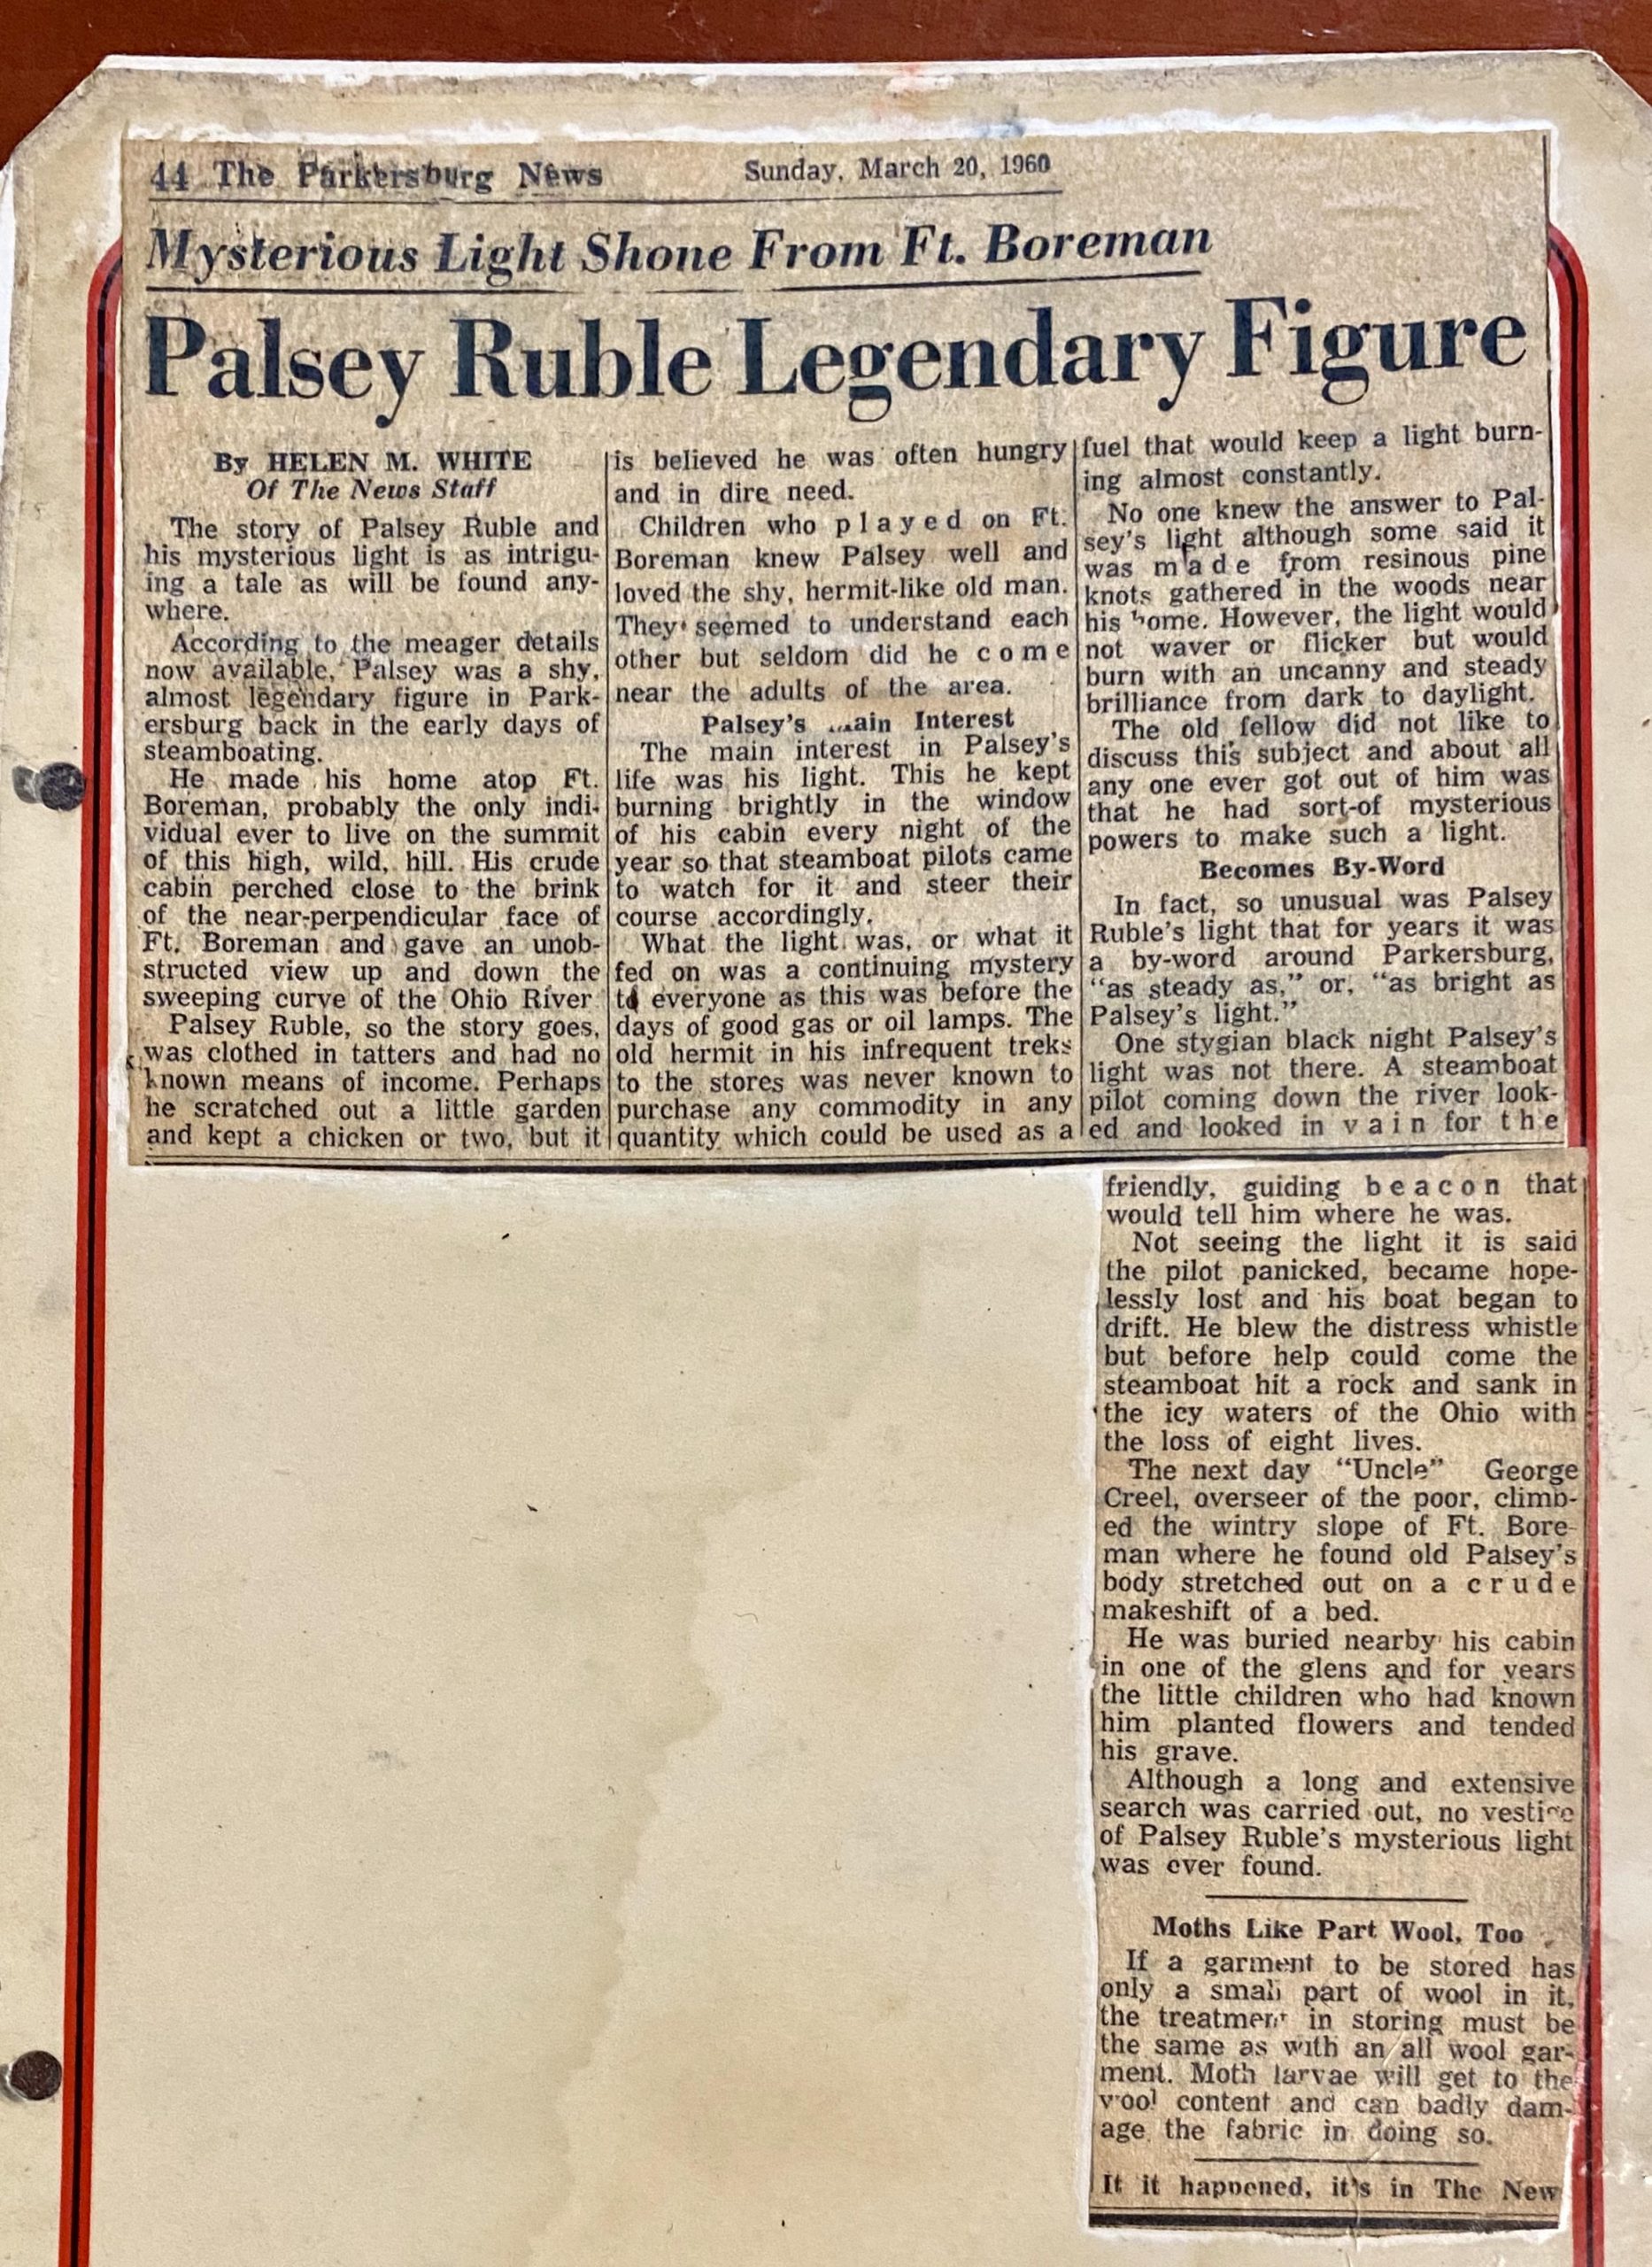 44 The Parkersburg News Sunday, March 20, 1960
Mysterious Light Shone From Ft. Boreman
Palsey Ruble Legendary Figure
By HELEN M. WHITE
Of The News Staff
The story of Palsey Ruble and
his mysterious light is as intrigu-
ing a tale as will be found any-
where.
According to the meager details
now available, Palsey was a shy,
almost legendary figure in Park-
ersburg back in the early days of
steamboating.
He made his home atop Ft.
Boreman, probably the only indi-
vidual ever to live on the summit
of this high, wild, hill. His crude
cabin perched close to the brink
of the near-perpendicular face of
Ft. Boreman and gave an unob-
structed view up and down the
sweeping curve of the Ohio River
Palsey Ruble, so the story goes,
was clothed in tatters and had no
known means of income. Perhaps
he scratched out a little garden
and kept a chicken or two, but it
is believed he was often hungry
and in dire need.
Children who played on Ft.
Boreman knew Palsey well and
loved the shy, hermit-like old man.
They seemed to understand each
other but seldom did he come
near the adults of the area.
Palsey's main Interest
The main interest in Palsey's
life was his light. This he kept
burning brightly in the window
of his cabin every night of the
year so that steamboat pilots came
to watch for it and steer their
course accordingly.
What the light was, or what it
fed on was a continuing mystery
to everyone as this was before the
days of good gas or oil lamps. The
old hermit in his infrequent treks
to the stores was never known to
purchase any commodity in any
quantity which could be used as a
fuel that would keep a light burn-
ing almost constantly.
No one knew the answer to Pal-
sey's light although some said it
was made from resinous pine
knots gathered in the woods near
his home. However, the light would
not waver or flicker but would
burn with an uncanny and steady
brilliance from dark to daylight.
The old fellow did not like to
discuss this subject and about all
any one ever got out of him was
that he had sort-of mysterious
powers to make such a light.
Becomes By-Word
In fact, so unusual was Palsey
Ruble's light that for years it was
a by-word around Parkersburg,
"as steady as," or, "as bright as
Palsey's light."
One stygian black night Palsey's
light was not there. A steamboat
pilot coming down the river look-
ed and looked in vain for the
friendly, guiding beacon that
would tell him where he was.
Not seeing the light it is said
the pilot panicked, became hope-
lessly lost and his boat began to
drift. He blew the distress whistle
but before help could come the
steamboat hit a rock and sank in
the icy waters of the Ohio with
the loss of eight lives.
The next day "Uncle" George
Creel, overseer of the poor, climb-
ed the wintry slope of Ft. Bore-
man where he found old Palsey's
body stretched out on a crude
makeshift of a bed.
He was buried nearby his cabin
in one of the glens and for years
the little children who had known
him planted flowers and tended
his grave.
Although a long and extensive
search was carried out, no vestige
of Palsey Ruble's mysterious light
was ever found.
Moths Like Part Wool, Too
If a garment to be stored has
only a small part of wool in it,
the treatment in storing must be
the same as with an all wool gar-
ment. Moth larvae will get to the
wool content and can badly dam-
age the fabric in doing so.
If it happened, it's in The New